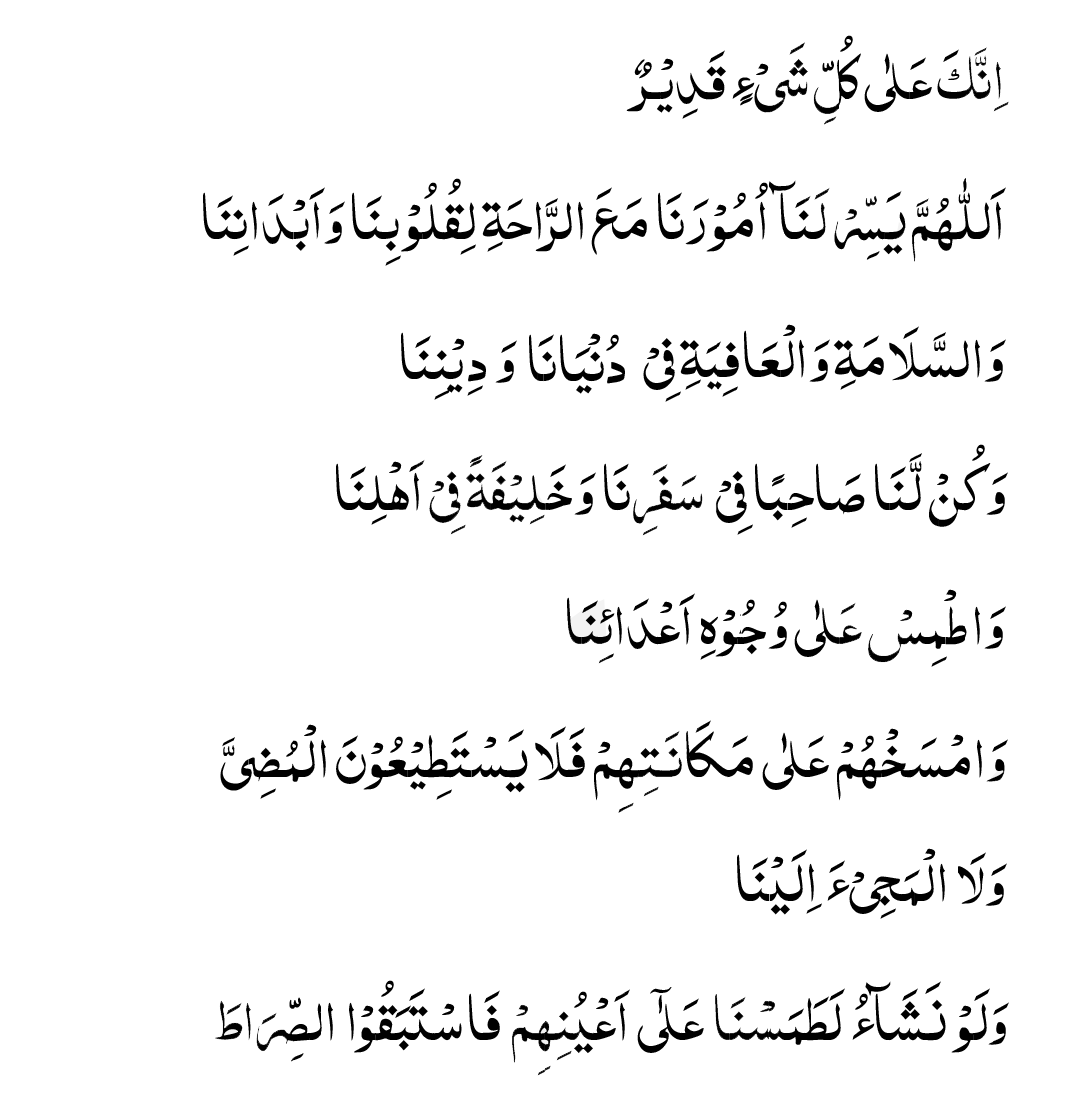 اِنَّكَ عَلٰى كُلِّ شَىْءٍ قَدِيْرٌ
اَللّٰهُمَّ يَسِّرْ لَنَآ اُمُوْرَنَا مَعَ الرَّاحَةِ لِقُلُوْبِنَا وَاَبْدَانِنَا
وَالسَّلَامَةِ وَالْعَافِيَةِ فِىْ دُنْيَانَا وَ دِيْنِنَا
وَكُنْ لَّنَا صَاحِبًا فِىْ سَفَرِنَا وَخَلِيْفَةً فِىْ اَهْلِنَا
وَاطْمِسْ عَلٰى وُجُوْهِ اَعْدَائِنَا
وَامْسَخْهُمْ عَلٰى مَكَانَتِهِمْ فَلَا يَسْتَطِيْعُوْنَ الْمُضِىَّ
وَلَا الْمَجِىْءَ اِلَيْنَا
وَلَوْ نَشَآءُ لَطَمَسْنَا عَلٰٓى اَعْيُنِهِمْ فَاسْتَبَقُوْا الصِّرَاطَ